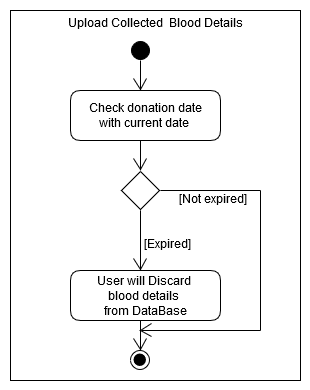 Upload Collected  Blood Details
Check donation date
with current date
[Not expired]
[Expired]
User will Discard
blood details
from DataBase